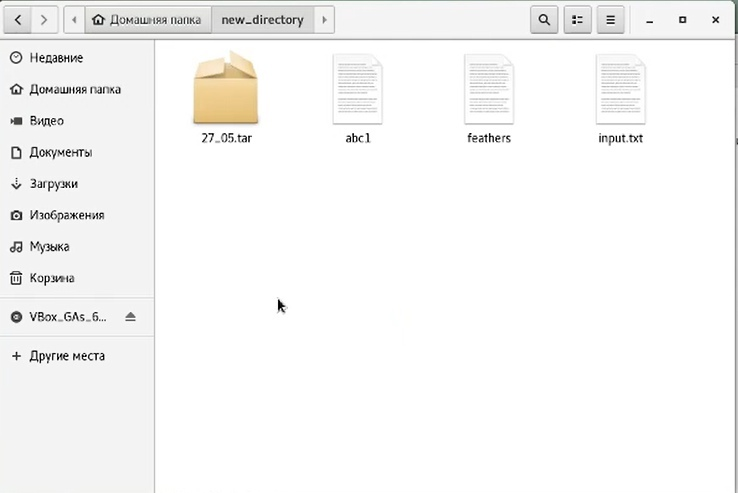 Домашняя папка new_directory
Недавние
Домашняя папка
Видео
Документы
Загрузки
Изображения
Музыка
Корзина
VBox_GAs_6...
Другие места
27_05.tar abc1 feathers input.txt